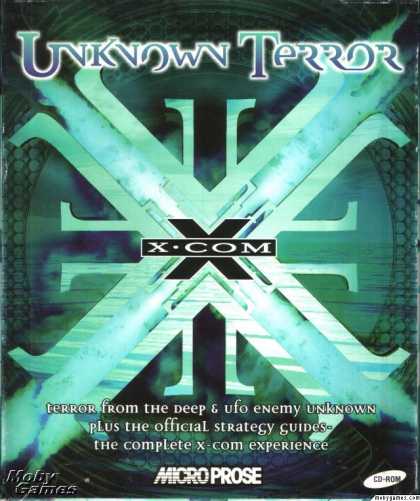 Unknown Terror
X-COM
terror from the deep & ufo enemy unknown
plus the official strategy guides-
the complete x-com experience
MICROPROSE
CD-ROM
Moby
Games
mobygames.com